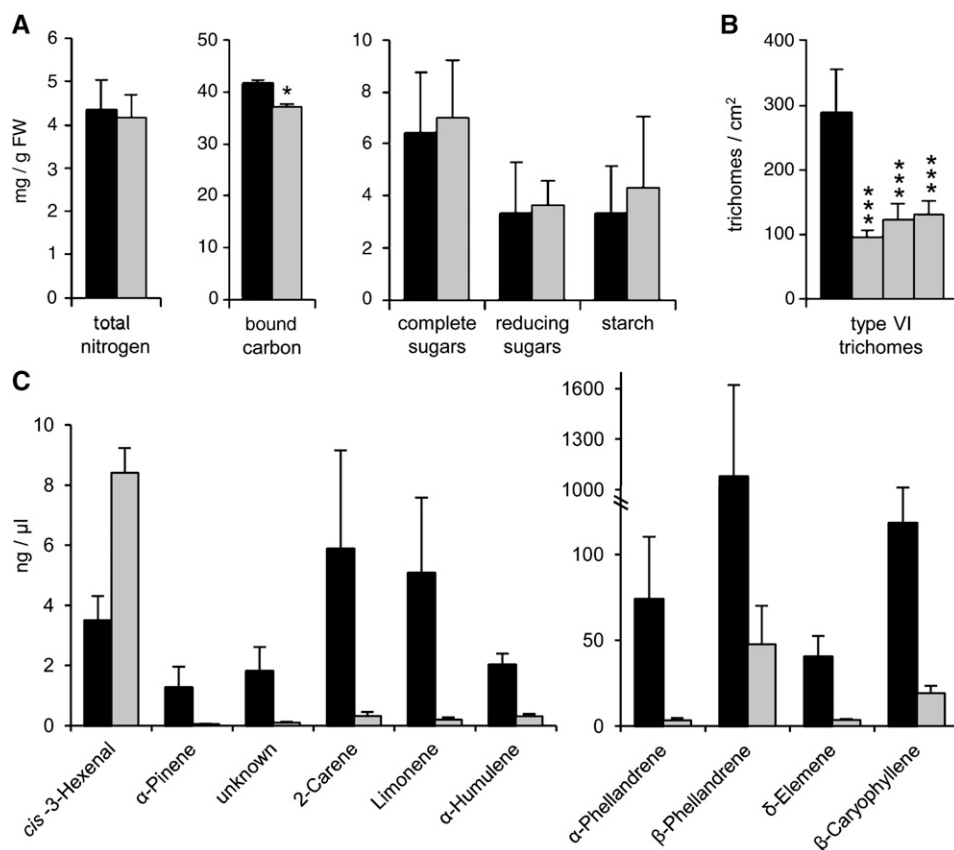 A
B
mg / g FW
6
5
4
3
2
1
0
total
nitrogen
50
40
30
20
10
0
*
bound
carbon
10
8
6
4
2
0
complete
sugars
reducing
sugars
starch
trichomes / cm²
400
300
200
100
0
***
***
***
type VI
trichomes
C
ng / µl
10
8
6
4
2
0
cis -3-Hexenal
α-Pinene
unknown
2-Carene
Limonene
α-Humulene
1600
1300
1000
100
50
0
α-Phellandrene
β-Phellandrene
δ-Elemene
β-Caryophyllene